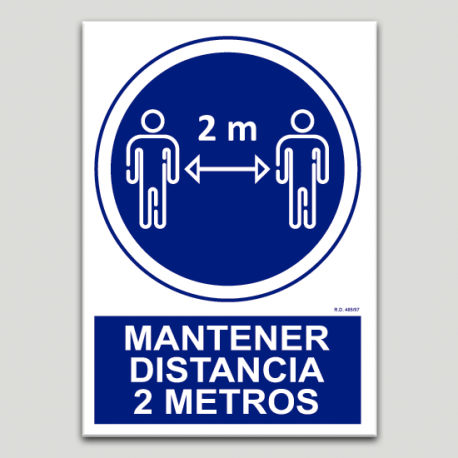 2 m
R.D. 485/97
MANTENER
DISTANCIA
2 METROS